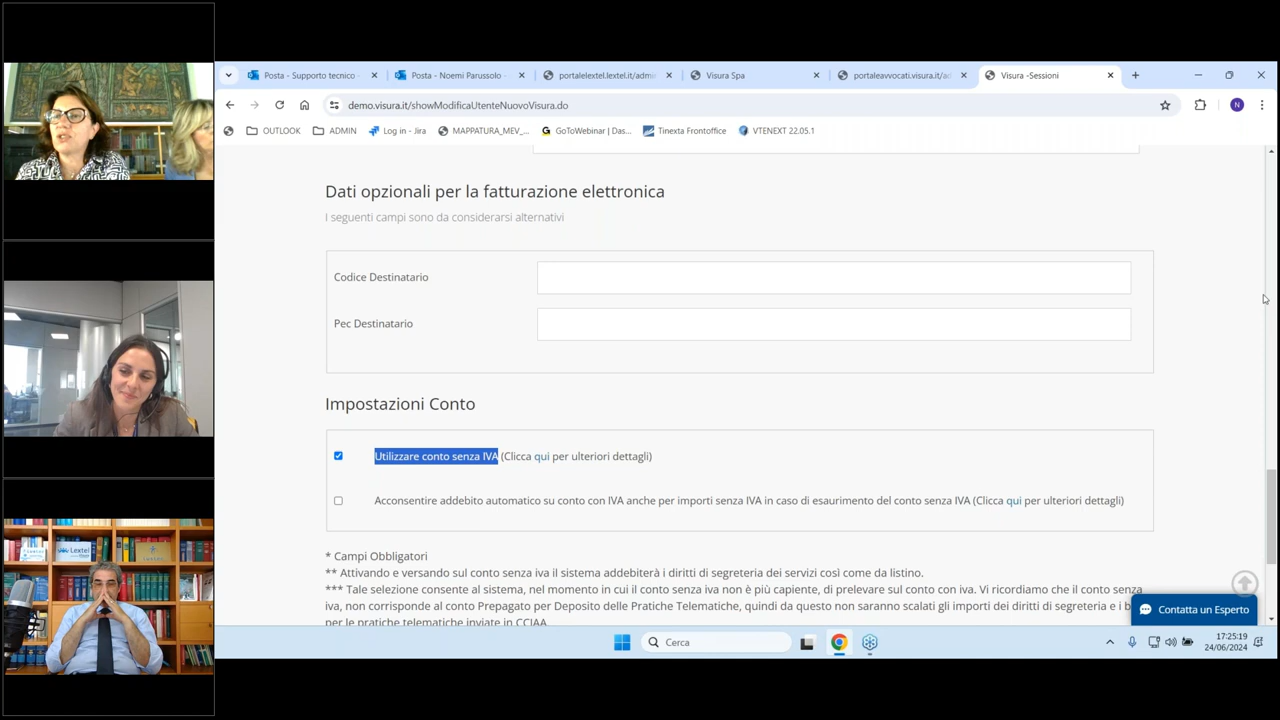 Posta - Supporto tecnico -
Posta - Noemi Parussolo -
portalelextel.lextel.it/admin
Visura Spa
portaleavvocati.visura.it/ad
Visura -Sessioni
demo.visura.it/showModificaUtenteNuovoVisura.do
N
OUTLOOK
ADMIN
Log in - Jira
MAPPATURA_MEV_...
GoToWebinar | Das...
Tinexta Frontoffice
VTENEXT 22.05.1
Dati opzionali per la fatturazione elettronica
I seguenti campi sono da considerarsi alternativi
Codice Destinatario
Pec Destinatario
Impostazioni Conto
Utilizzare conto senza IVA (Clicca qui per ulteriori dettagli)
Acconsentire addebito automatico su conto con IVA anche per importi senza IVA in caso di esaurimento del conto senza IVA (Clicca qui per ulteriori dettagli)
* Campi Obbligatori
** Attivando e versando sul conto senza iva il sistema addebiterà i diritti di segreteria dei servizi così come da listino.
*** Tale selezione consente al sistema, nel momento in cui il conto senza iva non è più capiente, di prelevare sul conto con iva. Vi ricordiamo che il conto senza
iva, non corrisponde al conto Prepagato per Deposito delle Pratiche Telematiche, quindi da questo non saranno scalati gli importi dei diritti di segreteria e i b
per le pratiche telematiche inviate in CCIAA.
Contatta un Esperto
Cerca
17:25:19
24/06/2024
Lextel